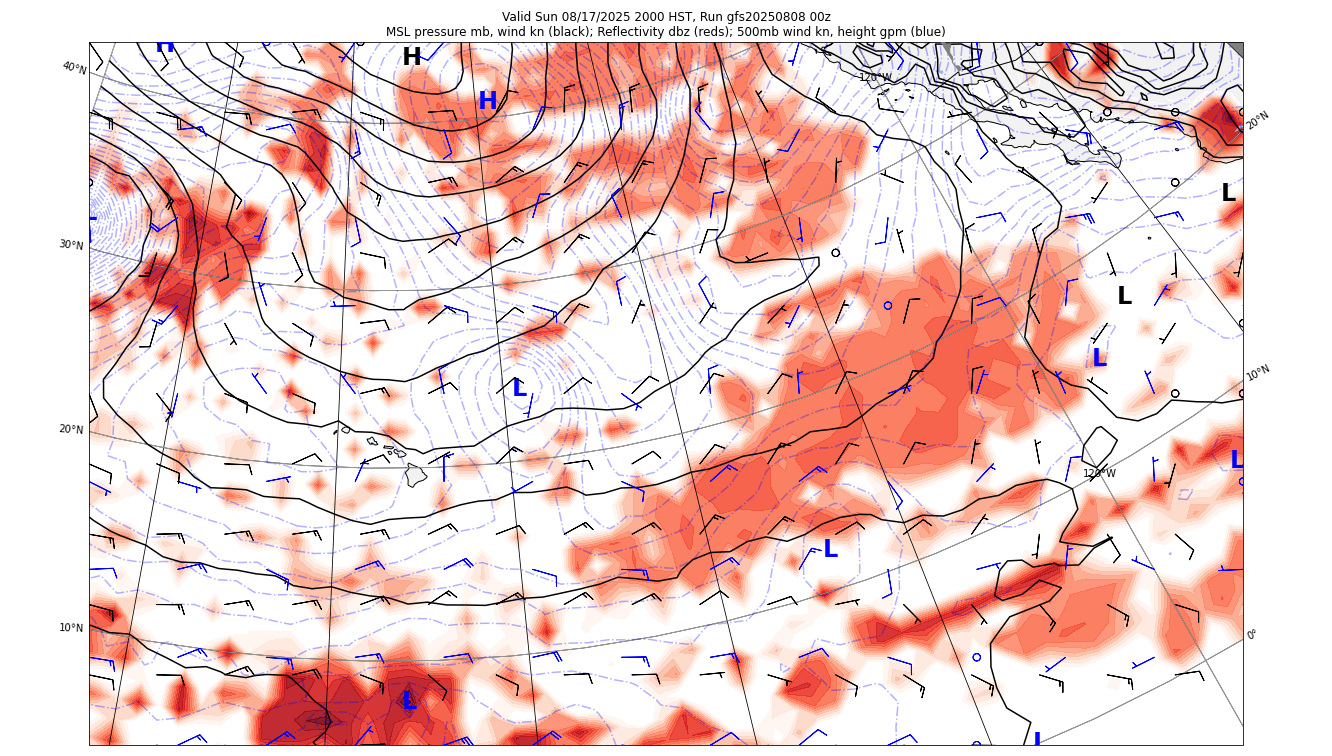 Valid Sun 08/17/2025 2000 HST, Run gfs20250808 00z
MSL pressure mb, wind kn (black); Reflectivity dbz (reds); 500mb wind kn, height gpm (blue)
H H
120°W
40°N
H
20°N
L
30°N
L
L
10°N
L
20°N
L
120°W
L
10°N
0°
L
L